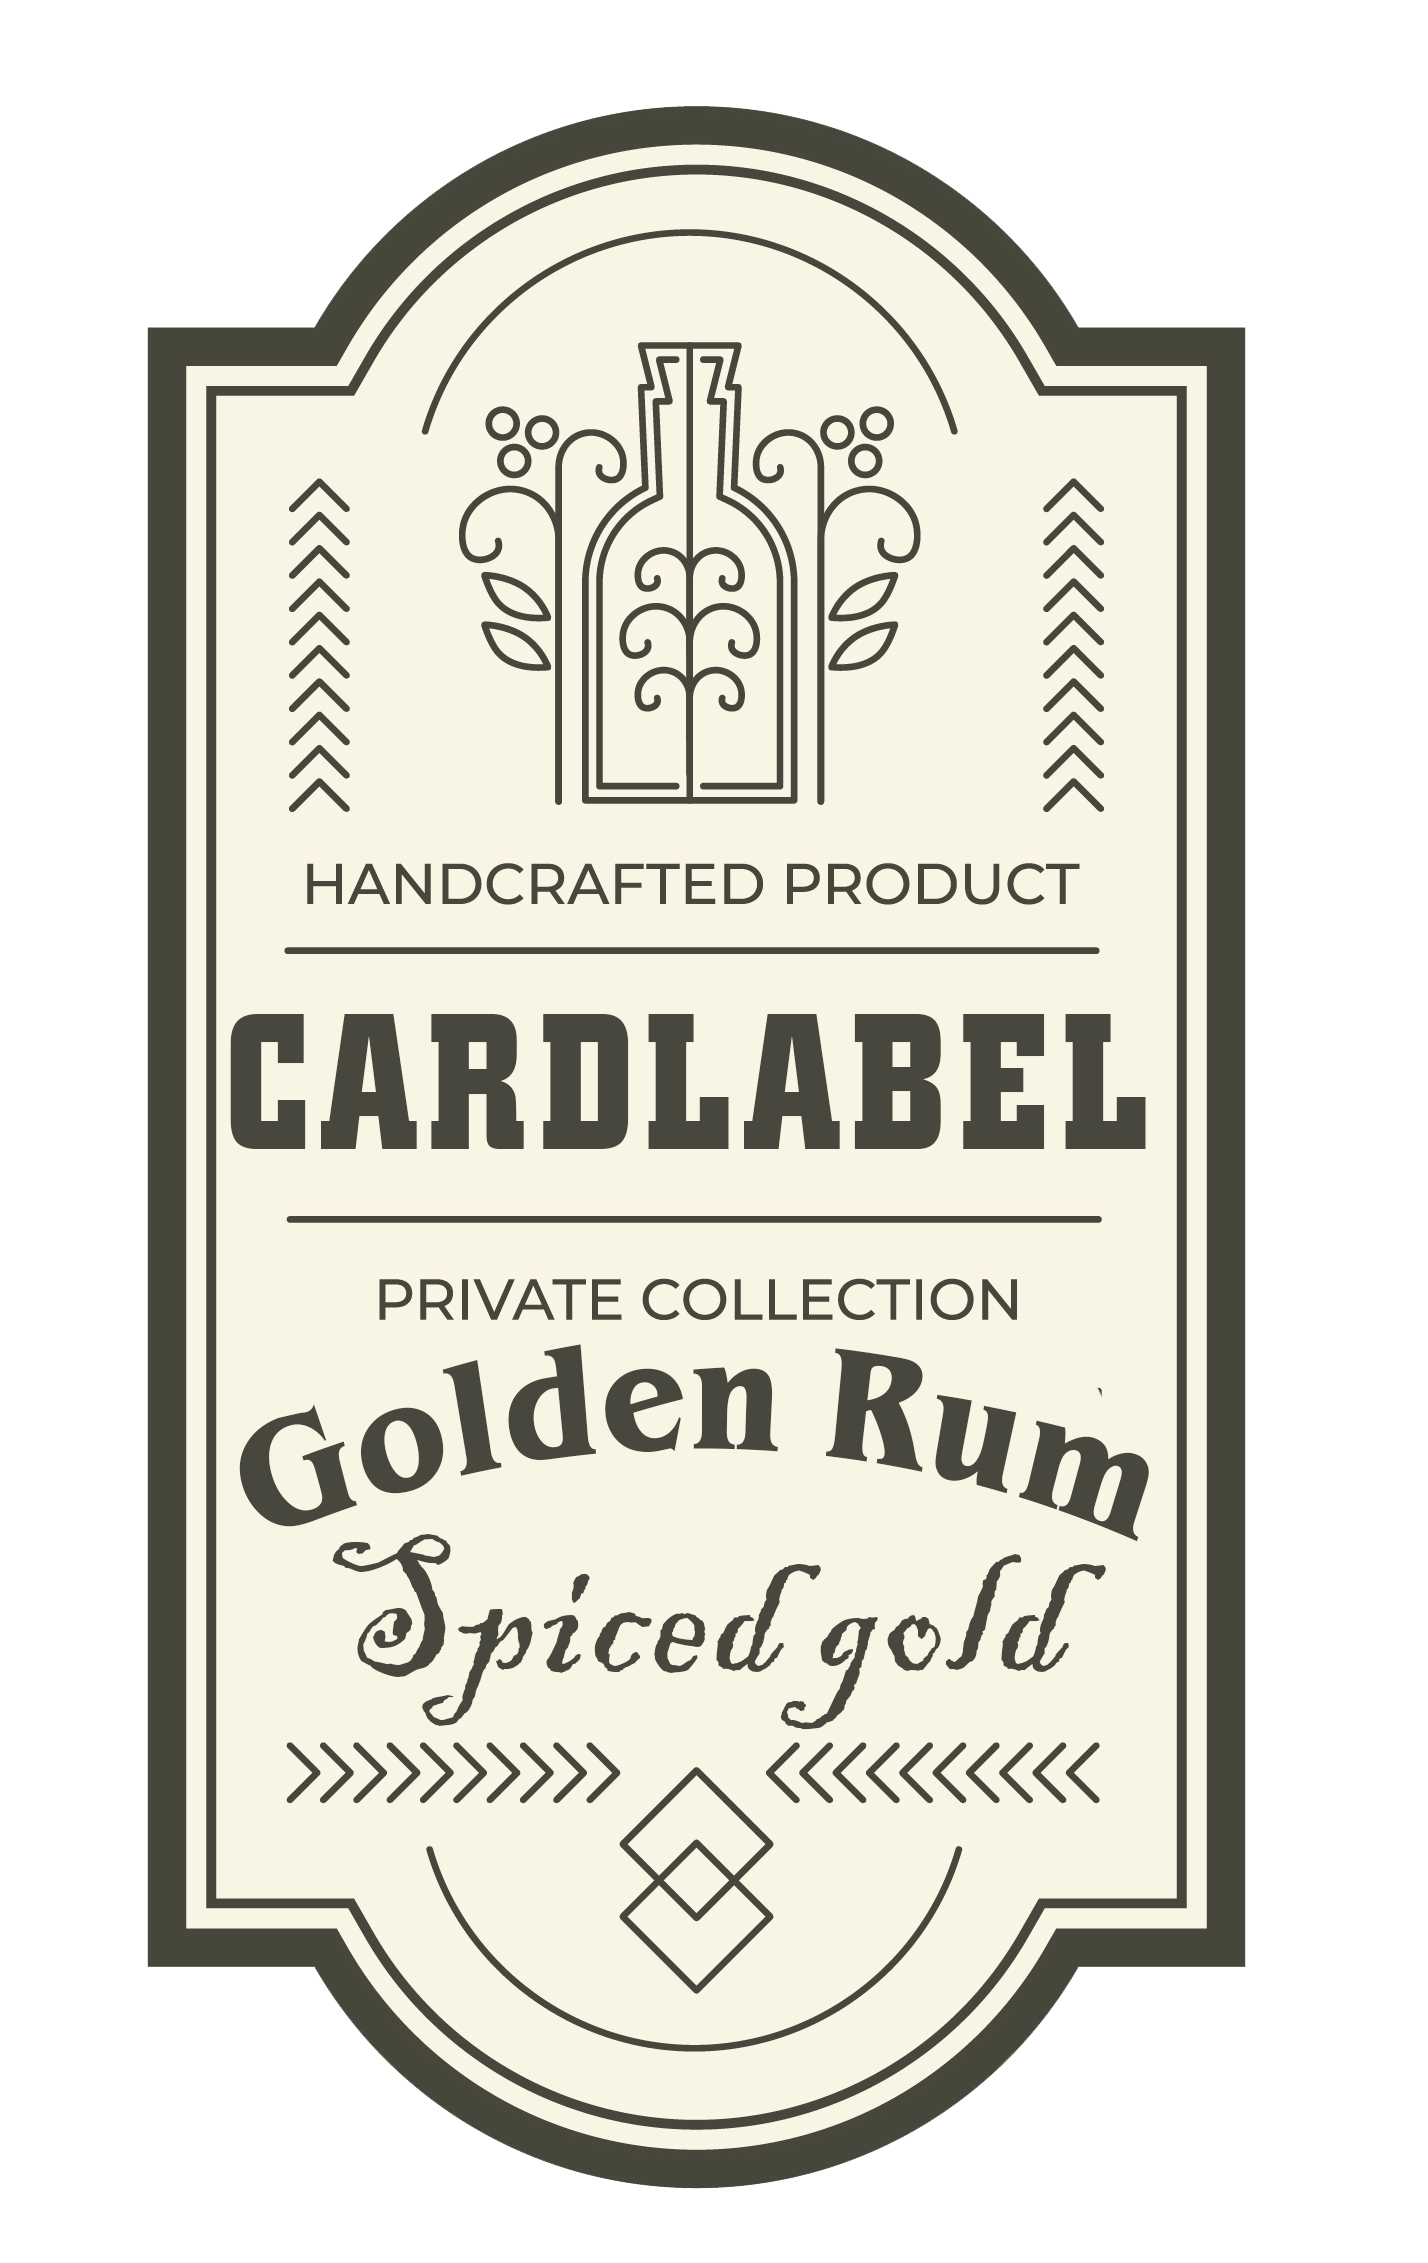 HANDCRAFTED PRODUCT
CARDLABEL
PRIVATE COLLECTION
Golden Rum
Spiced gold